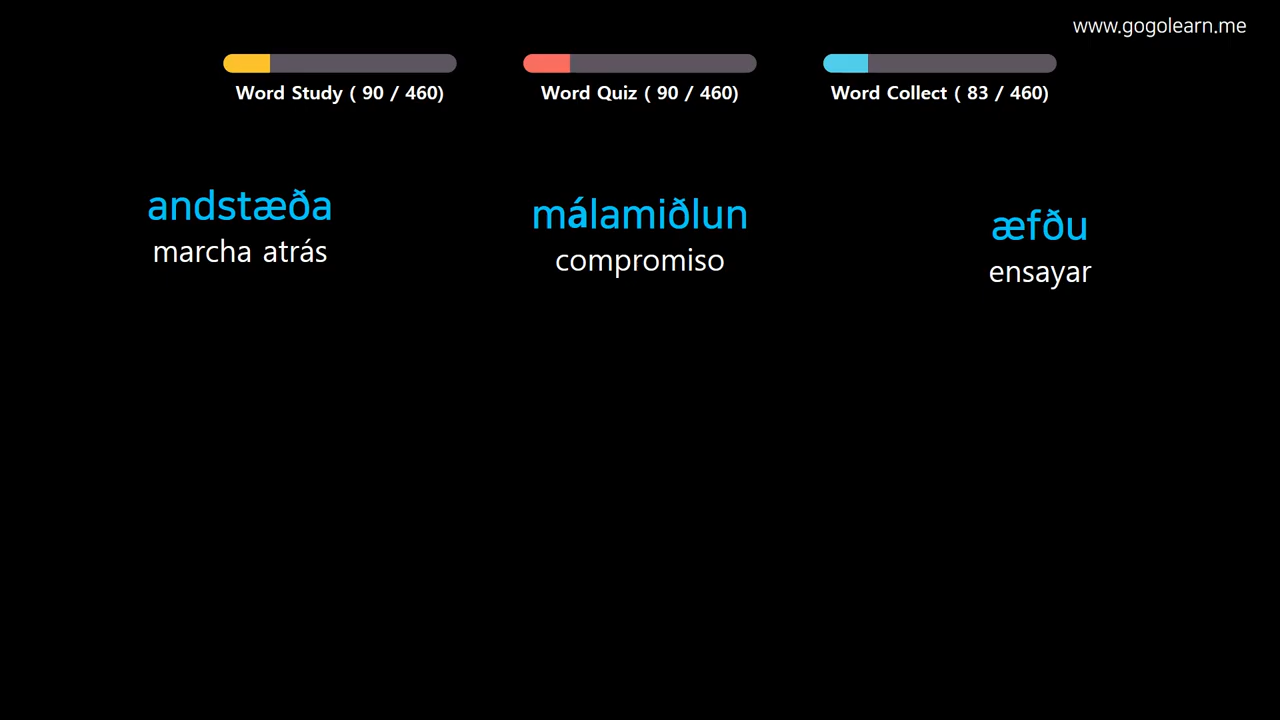 www.gogolearn.me
Word Study ( 90 / 460)
Word Quiz ( 90 / 460)
Word Collect ( 83 / 460)
andstæða
marcha atrás
málamiðlun
compromiso
æfðu
ensayar